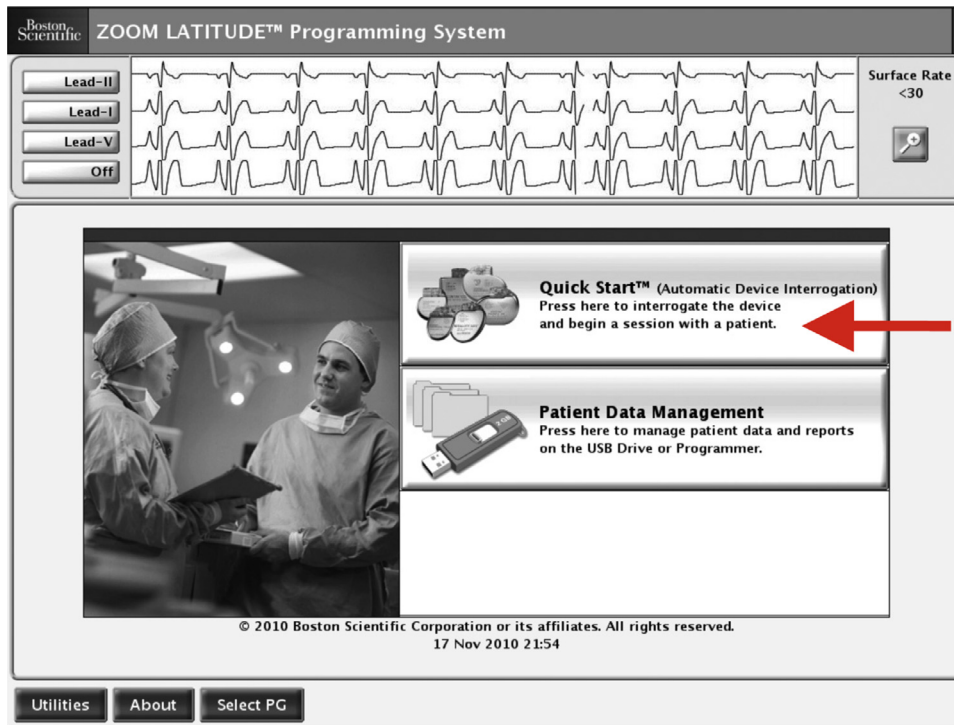 Boston
Scientific
ZOOM LATITUDE™ Programming System
Lead-II
Lead-I
Lead-V
Off
Surface Rate
<30
Quick Start™ (Automatic Device Interrogation)
Press here to interrogate the device
and begin a session with a patient.
2 GB
Patient Data Management
Press here to manage patient data and reports
on the USB Drive or Programmer.
© 2010 Boston Scientific Corporation or its affiliates. All rights reserved.
17 Nov 2010 21:54
Utilities
About
Select PG